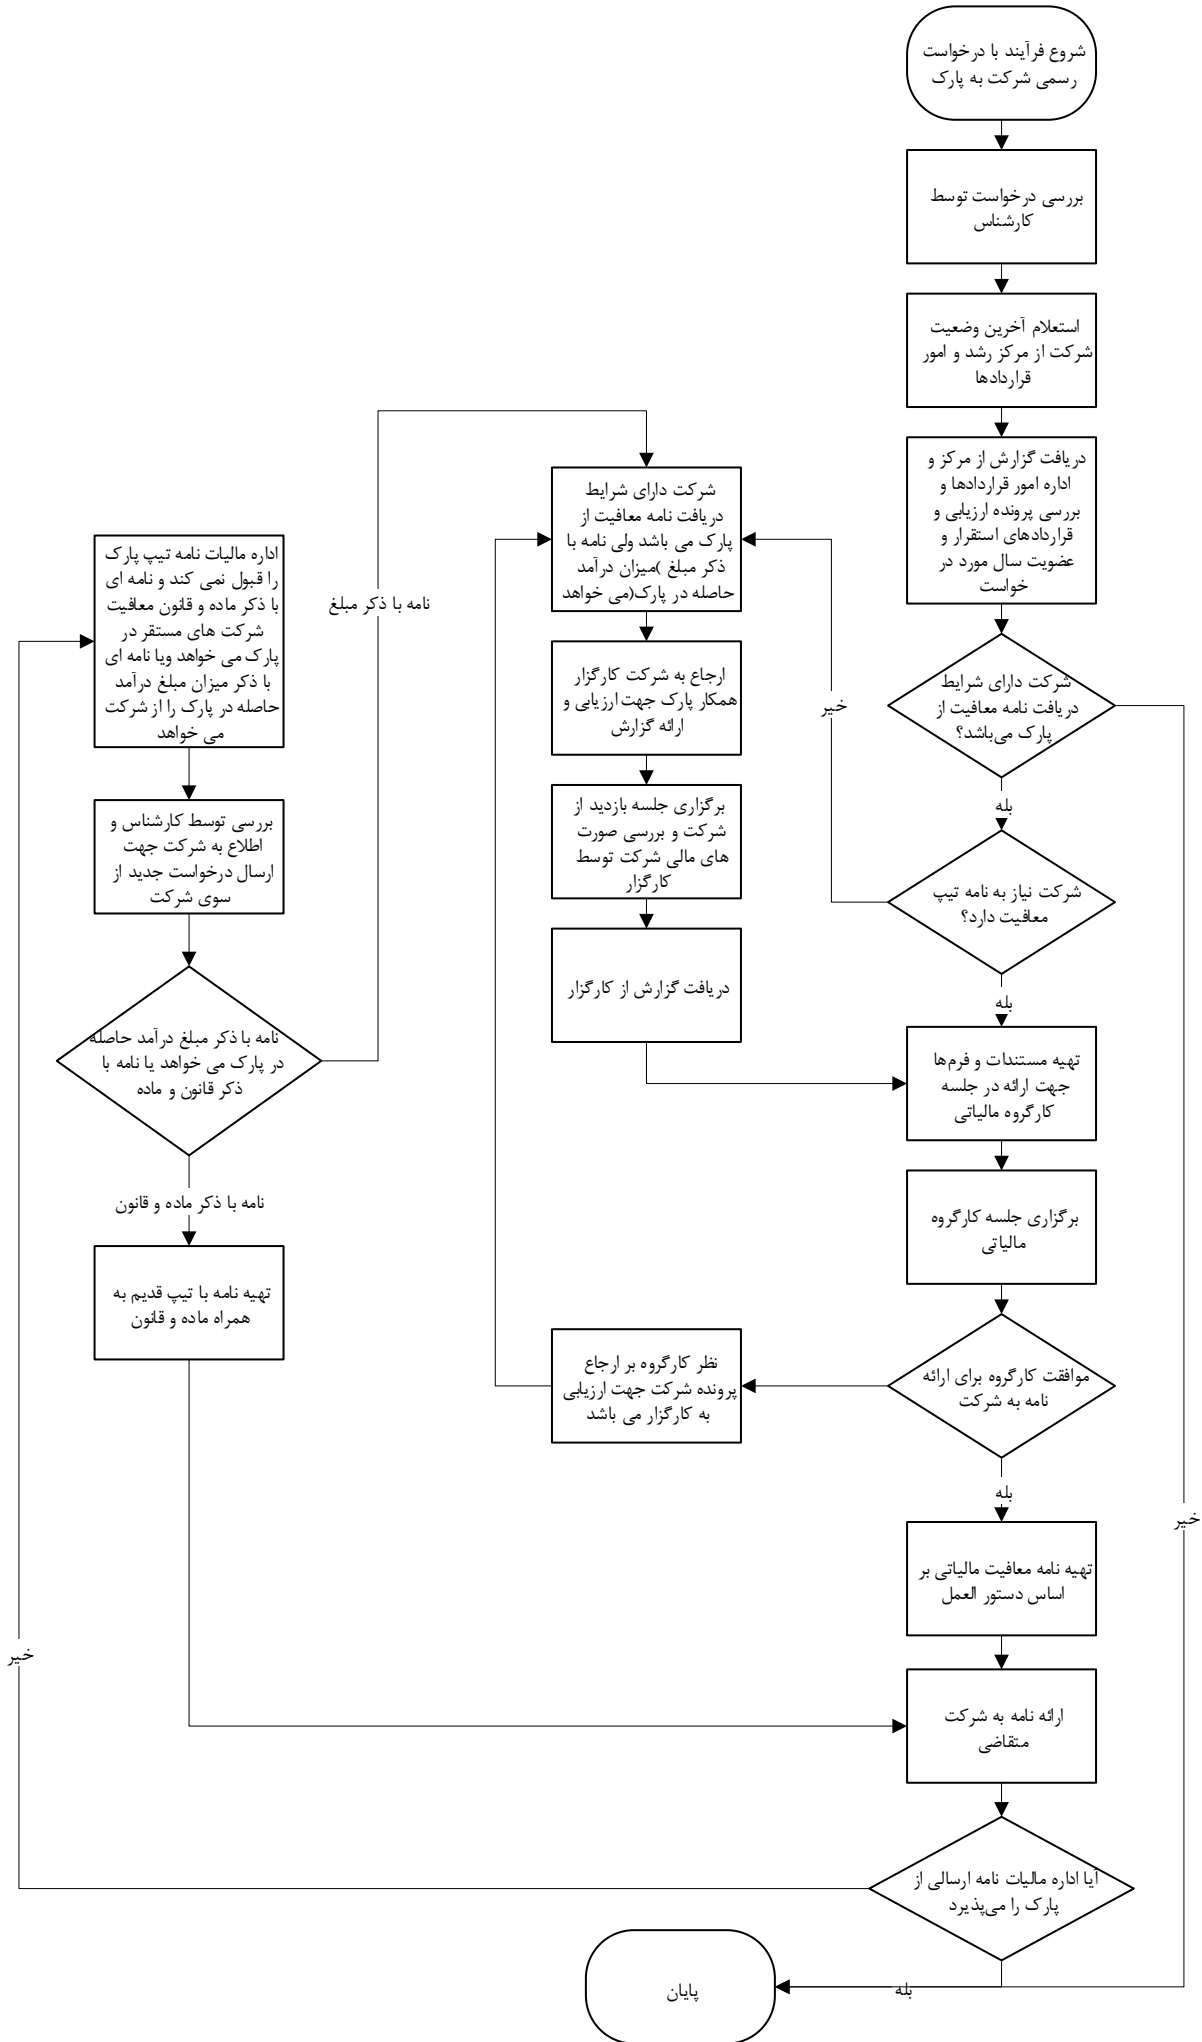 شروع فرآیند با درخواست
رسمی شرکت به پارک
بررسی درخواست توسط
کارشناس
استعلام آخرین وضعیت
شرکت از مرکز رشد و امور
قراردادها
دریافت گزارش از مرکز و
اداره امور قراردادها و
بررسی پرونده ارزیابی و
قراردادهای استقرار و
عضویت سال مورد در
خواست
شرکت دارای شرایط
دریافت نامه معافیت از
پارک می‌باشد؟
بله
خیر
شرکت نیاز به نامه تیپ
معافیت دارد؟
بله
خیر
شرکت دارای شرایط
دریافت نامه معافیت از
پارک می باشد ولی نامه با
ذکر مبلغ )میزان درآمد
حاصله در پارک(می خواهد
ارجاع به شرکت کارگزار
همکار پارک جهت ارزیابی و
ارائه گزارش
برگزاری جلسه بازدید از
شرکت و بررسی صورت
های مالی شرکت توسط
کارگزار
دریافت گزارش از کارگزار
تهیه مستندات و فرم‌ها
جهت ارائه در جلسه
کارگروه مالیاتی
برگزاری جلسه کارگروه
مالیاتی
موافقت کارگروه برای ارائه
نامه به شرکت
نظر کارگروه بر ارجاع
پرونده شرکت جهت ارزیابی
به کارگزار می باشد
بله
تهیه نامه معافیت مالیاتی بر
اساس دستور العمل
ارائه نامه به شرکت
متقاضی
آیا اداره مالیات نامه ارسالی از
پارک را می‌پذیرد
بله
پایان
خیر
اداره مالیات نامه تیپ پارک
را قبول نمی کند و نامه ای
با ذکر ماده و قانون معافیت
شرکت های مستقر در
پارک می خواهد ویا نامه ای
با ذکر میزان مبلغ درآمد
حاصله در پارک را از شرکت
می خواهد
بررسی توسط کارشناس و
اطلاع به شرکت جهت
ارسال درخواست جدید از
سوی شرکت
نامه با ذکر مبلغ درآمد حاصله
در پارک می خواهد یا نامه با
ذکر قانون و ماده
نامه با ذکر مبلغ
نامه با ذکر ماده و قانون
تهیه نامه با تیپ قدیم به
همراه ماده و قانون